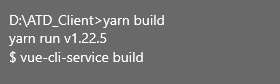 D:\ATD_Client>yarn build
yarn run v1.22.5
$ vue-cli-service build